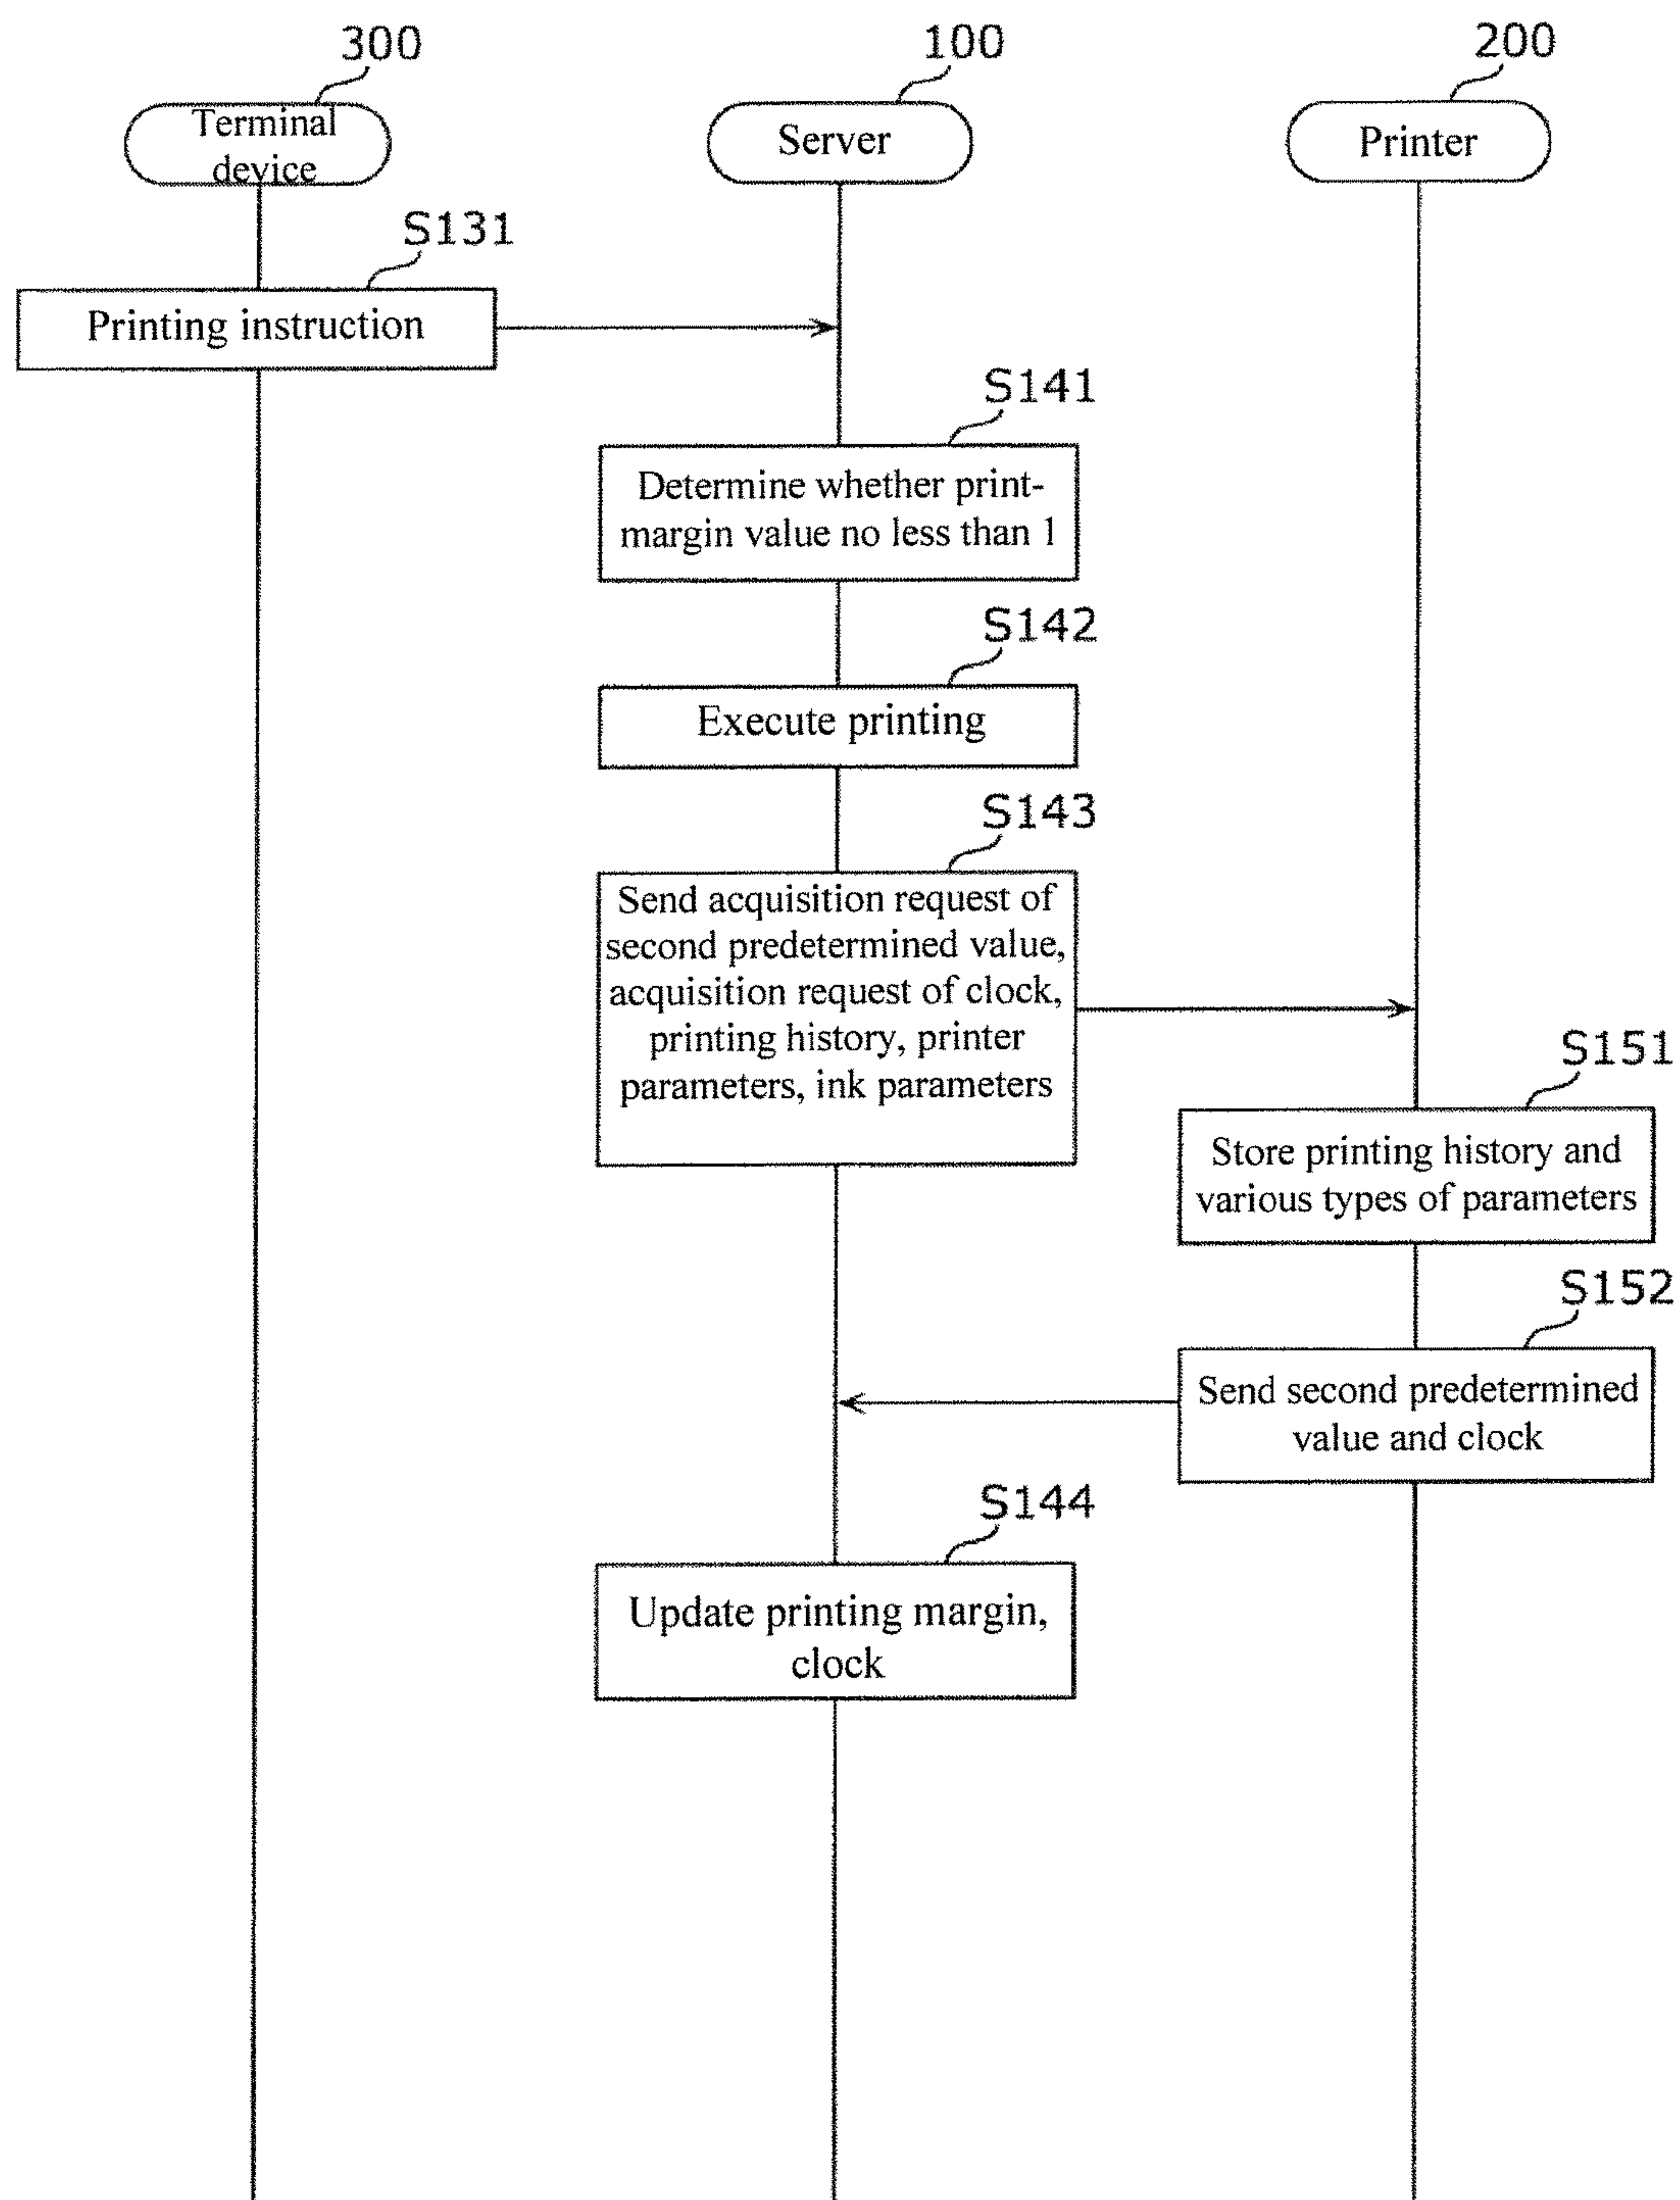 300
100
200
Terminal
device
Server
Printer
S131
Printing instruction
S141
Determine whether print-
margin value no less than 1
S142
Execute printing
S143
Send acquisition request of
second predetermined value,
acquisition request of clock,
printing history, printer
parameters, ink parameters
S151
Store printing history and
various types of parameters
S152
Send second predetermined
value and clock
S144
Update printing margin,
clock